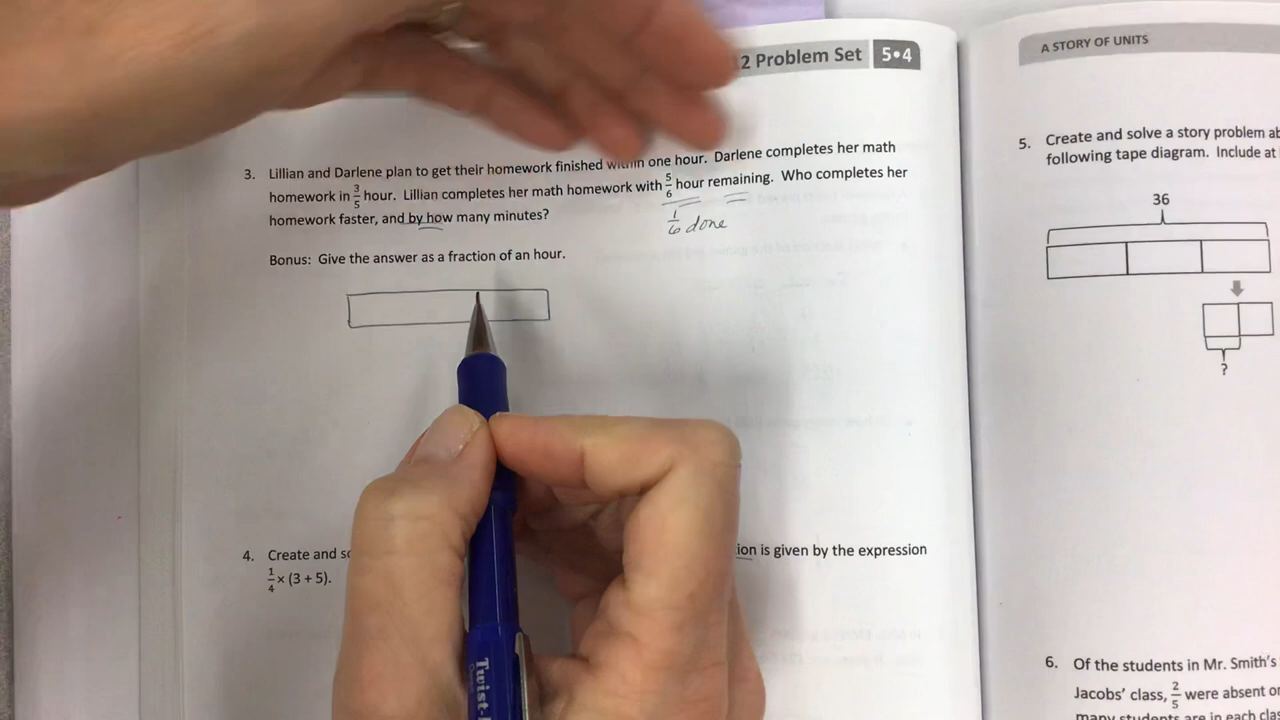 2 Problem Set 5•4
3. Lillian and Darlene plan to get their homework finished within one hour. Darlene completes her math
homework in 3/5 hour. Lillian completes her math homework with 5/6 hour remaining. Who completes her
homework faster, and by how many minutes?
1/6 done
Bonus: Give the answer as a fraction of an hour.
4. Create and
is given by the expression
1/4 × (3 + 5).
Twist-
A STORY OF UNITS
5. Create and solve a story problem
following tape diagram. Include at
36
?
6. Of the students in Mr. Smith's
Jacobs' class, 2/5 were absent
many students are in each